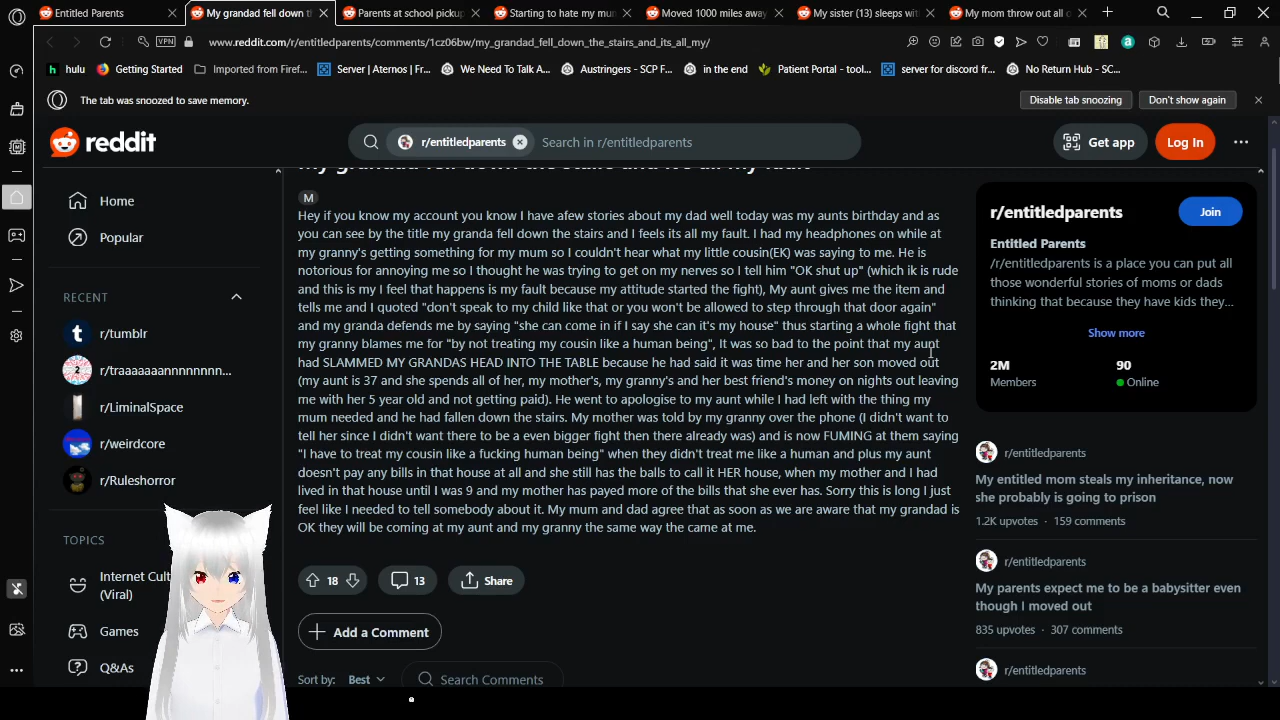 Entitled Parents
My grandad fell down th
Parents at school pickup
Starting to hate my mun
Moved 1000 miles away
My sister (13) sleeps wit
My mom throw out all o
VPN
www.reddit.com/r/entitledparents/comments/1cz06bw/my_grandad_fell_down_the_stairs_and_its_all_my/
hulu
Getting Started
Imported from Firef...
Server | Aternos | Fr...
We Need To Talk A...
Austringers - SCP F...
in the end
Patient Portal - tool...
server for discord fr...
No Return Hub - SC...
The tab was snoozed to save memory.
Disable tab snoozing
Don't show again
reddit
r/entitledparents
Search in r/entitledparents
Get app
Log In
Home
Popular
RECENT
r/tumblr
r/traaaaaaannnnnnnnn...
r/LiminalSpace
r/weirdcore
r/Ruleshorror
TOPICS
Internet Cult
(Viral)
Games
Q&As
My grandad fell down the stairs and it's all my fault
M
Hey if you know my account you know I have afew stories about my dad well today was my aunts birthday and as
you can see by the title my granda fell down the stairs and I feels its all my fault. I had my headphones on while at
my granny's getting something for my mum so I couldn't hear what my little cousin(EK) was saying to me. He is
notorious for annoying me so I thought he was trying to get on my nerves so I tell him "OK shut up" (which ik is rude
and this is my I feel that happens is my fault because my attitude started the fight), My aunt gives me the item and
tells me and I quoted "don't speak to my child like that or you won't be allowed to step through that door again"
and my granda defends me by saying "she can come in if I say she can it's my house" thus starting a whole fight that
my granny blames me for "by not treating my cousin like a human being", It was so bad to the point that my aunt
had SLAMMED MY GRANDAS HEAD INTO THE TABLE because he had said it was time her and her son moved out
(my aunt is 37 and she spends all of her, my mother's, my granny's and her best friend's money on nights out leaving
me with her 5 year old and not getting paid). He went to apologise to my aunt while I had left with the thing my
mum needed and he had fallen down the stairs. My mother was told by my granny over the phone (I didn't want to
tell her since I didn't want there to be a even bigger fight then there already was) and is now FUMING at them saying
"I have to treat my cousin like a fucking human being" when they didn't treat me like a human and plus my aunt
doesn't pay any bills in that house at all and she still has the balls to call it HER house, when my mother and I had
lived in that house until I was 9 and my mother has payed more of the bills that she ever has. Sorry this is long I just
feel like I needed to tell somebody about it. My mum and dad agree that as soon as we are aware that my grandad is
OK they will be coming at my aunt and my granny the same way the came at me.
18
13
Share
Add a Comment
Sort by: Best
Search Comments
r/entitledparents
Join
Entitled Parents
/r/entitledparents is a place you can put all
those wonderful stories of moms or dads
thinking that because they have kids they...
Show more
2M
90
Members
Online
r/entitledparents
My entitled mom steals my inheritance, now
she probably is going to prison
1.2K upvotes · 159 comments
r/entitledparents
My parents expect me to be a babysitter even
though I moved out
835 upvotes · 307 comments
r/entitledparents